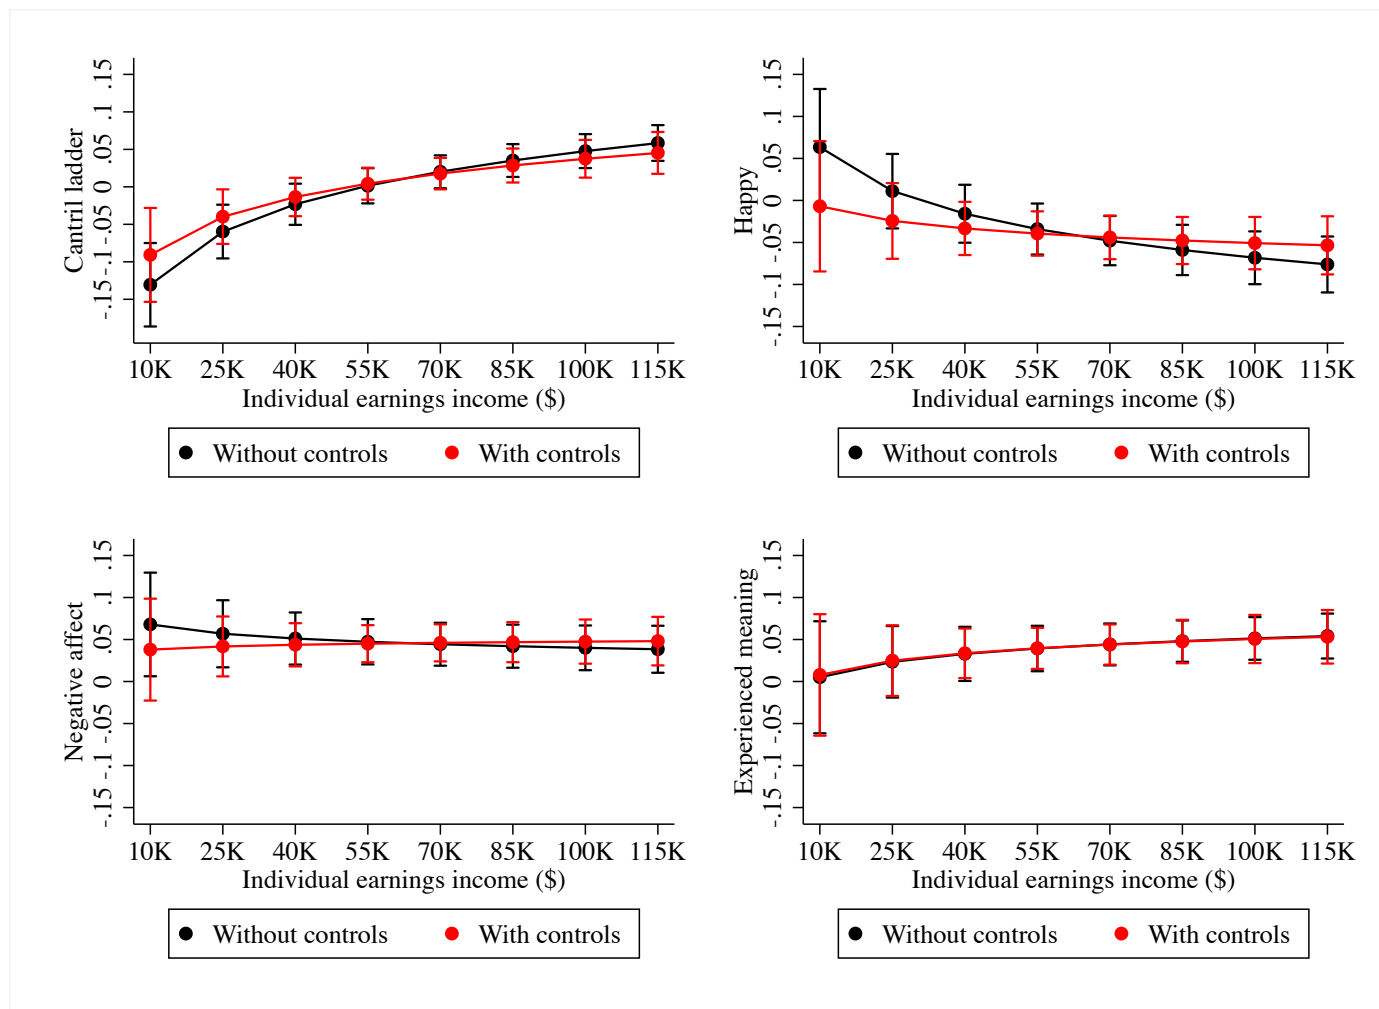 Cantril ladder
.15
.1
.05
0
-.05
-.1
-.15
10K 25K 40K 55K 70K 85K 100K 115K
Individual earnings income ($)
Without controls With controls
Happy
.15
.1
.05
0
-.05
-.1
-.15
10K 25K 40K 55K 70K 85K 100K 115K
Individual earnings income ($)
Without controls With controls
Negative affect
.15
.1
.05
0
-.05
-.1
-.15
10K 25K 40K 55K 70K 85K 100K 115K
Individual earnings income ($)
Without controls With controls
Experienced meaning
.15
.1
.05
0
-.05
-.1
-.15
10K 25K 40K 55K 70K 85K 100K 115K
Individual earnings income ($)
Without controls With controls